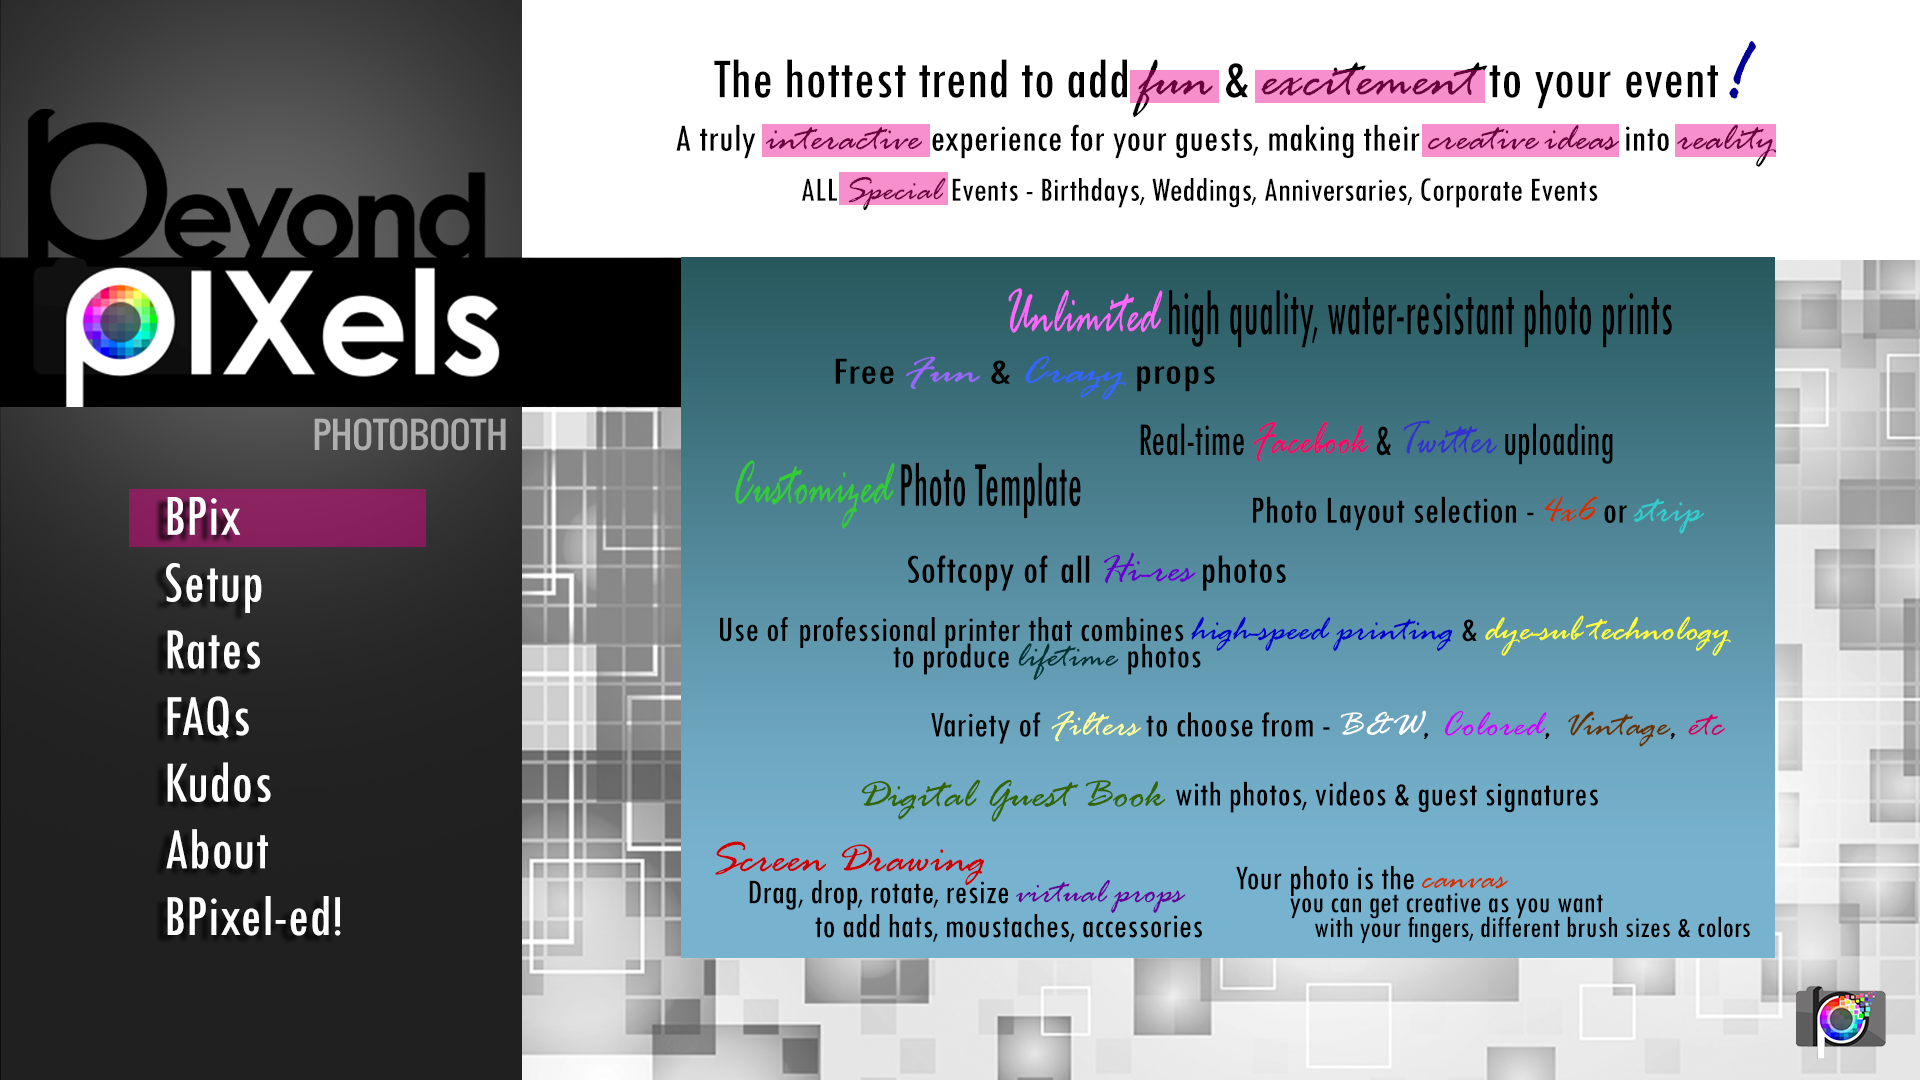 Beyond
pIXels
PHOTOBOOTH
BPix
Setup
Rates
FAQs
Kudos
About
BPixel-ed!
The hottest trend to add fun & excitement to your event!
A truly interactive experience for your guests, making their creative ideas into reality.
ALL Special Events - Birthdays, Weddings, Anniversaries, Corporate Events
Unlimited high quality, water-resistant photo prints
Free Fun & Crazy props
Real-time Facebook & Twitter uploading
Customized Photo Template
Photo Layout selection - 4x6 or strip
Softcopy of all Hi-res photos
Use of professional printer that combines high-speed printing & dye-sub technology
to produce lifetime photos
Variety of Filters to choose from - B&W, Colored, Vintage, etc
Digital Guest Book with photos, videos & guest signatures
Screen Drawing
Drag, drop, rotate, resize virtual props
to add hats, moustaches, accessories
Your photo is the canvas
you can get creative as you want
with your fingers, different brush sizes & colors